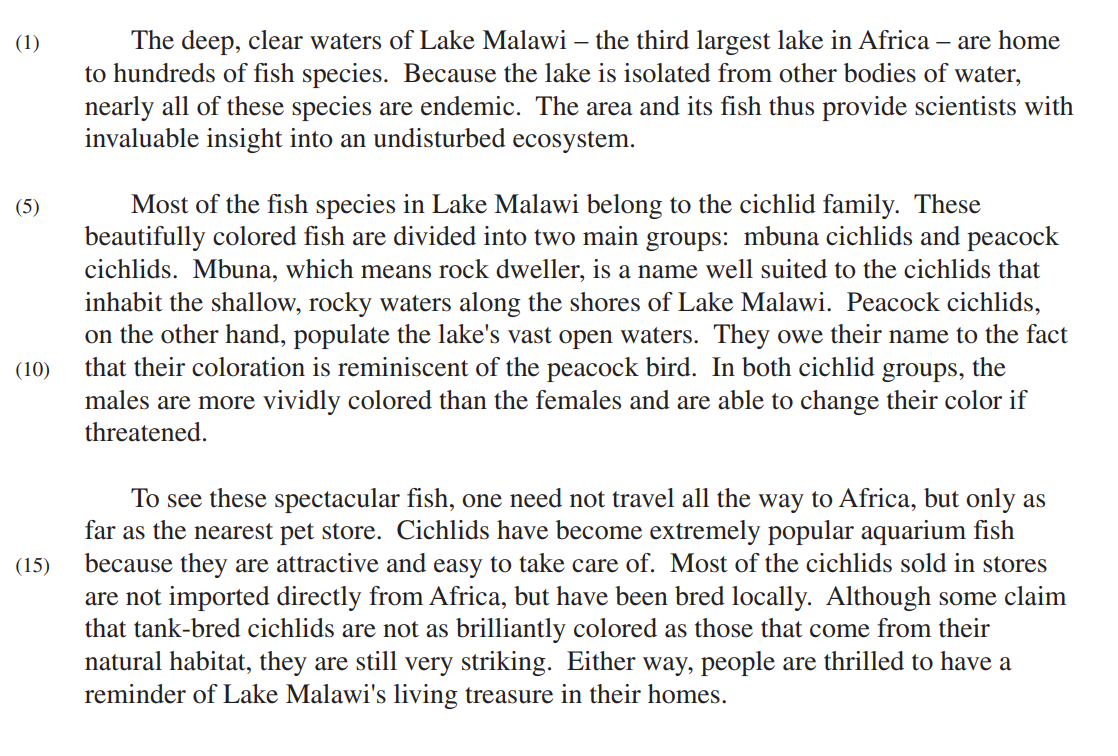 (1) The deep, clear waters of Lake Malawi – the third largest lake in Africa – are home
to hundreds of fish species. Because the lake is isolated from other bodies of water,
nearly all of these species are endemic. The area and its fish thus provide scientists with
invaluable insight into an undisturbed ecosystem.
(5) Most of the fish species in Lake Malawi belong to the cichlid family. These
beautifully colored fish are divided into two main groups: mbuna cichlids and peacock
cichlids. Mbuna, which means rock dweller, is a name well suited to the cichlids that
inhabit the shallow, rocky waters along the shores of Lake Malawi. Peacock cichlids,
on the other hand, populate the lake's vast open waters. They owe their name to the fact
(10) that their coloration is reminiscent of the peacock bird. In both cichlid groups, the
males are more vividly colored than the females and are able to change their color if
threatened.
To see these spectacular fish, one need not travel all the way to Africa, but only as
far as the nearest pet store. Cichlids have become extremely popular aquarium fish
(15) because they are attractive and easy to take care of. Most of the cichlids sold in stores
are not imported directly from Africa, but have been bred locally. Although some claim
that tank-bred cichlids are not as brilliantly colored as those that come from their
natural habitat, they are still very striking. Either way, people are thrilled to have a
reminder of Lake Malawi's living treasure in their homes.